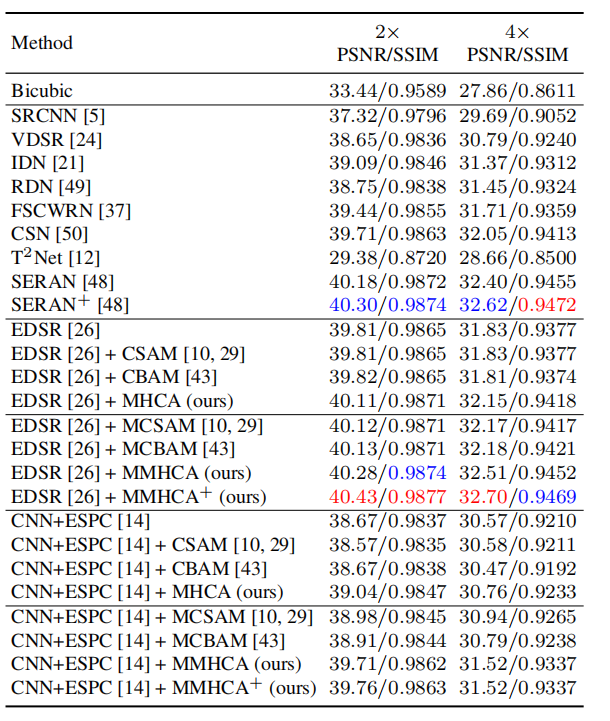 Method 2× 4×
PSNR/SSIM PSNR/SSIM
Bicubic 33.44/0.9589 27.86/0.8611
SRCNN [5] 37.32/0.9796 29.69/0.9052
VDSR [24] 38.65/0.9836 30.79/0.9240
IDN [21] 39.09/0.9846 31.37/0.9312
RDN [49] 38.75/0.9838 31.45/0.9324
FSCWRN [37] 39.44/0.9855 31.71/0.9359
CSN [50] 39.71/0.9863 32.05/0.9413
T²Net [12] 29.38/0.8720 28.66/0.8500
SERAN [48] 40.18/0.9872 32.40/0.9455
SERAN⁺ [48] 40.30/0.9874 32.62/0.9472
EDSR [26] 39.81/0.9865 31.83/0.9377
EDSR [26] + CSAM [10, 29] 39.81/0.9865 31.83/0.9377
EDSR [26] + CBAM [43] 39.82/0.9865 31.81/0.9374
EDSR [26] + MHCA (ours) 40.11/0.9871 32.15/0.9418
EDSR [26] + MCSAM [10, 29] 40.12/0.9871 32.17/0.9417
EDSR [26] + MCBAM [43] 40.13/0.9871 32.18/0.9421
EDSR [26] + MMHCA (ours) 40.28/0.9874 32.51/0.9452
EDSR [26] + MMHCA⁺ (ours) 40.43/0.9877 32.70/0.9469
CNN+ESPC [14] 38.67/0.9837 30.57/0.9210
CNN+ESPC [14] + CSAM [10, 29] 38.57/0.9835 30.58/0.9211
CNN+ESPC [14] + CBAM [43] 38.67/0.9838 30.47/0.9192
CNN+ESPC [14] + MHCA (ours) 39.04/0.9847 30.76/0.9233
CNN+ESPC [14] + MCSAM [10, 29] 38.98/0.9845 30.94/0.9265
CNN+ESPC [14] + MCBAM [43] 38.91/0.9844 30.79/0.9238
CNN+ESPC [14] + MMHCA (ours) 39.71/0.9862 31.52/0.9337
CNN+ESPC [14] + MMHCA⁺ (ours) 39.76/0.9863 31.52/0.9337